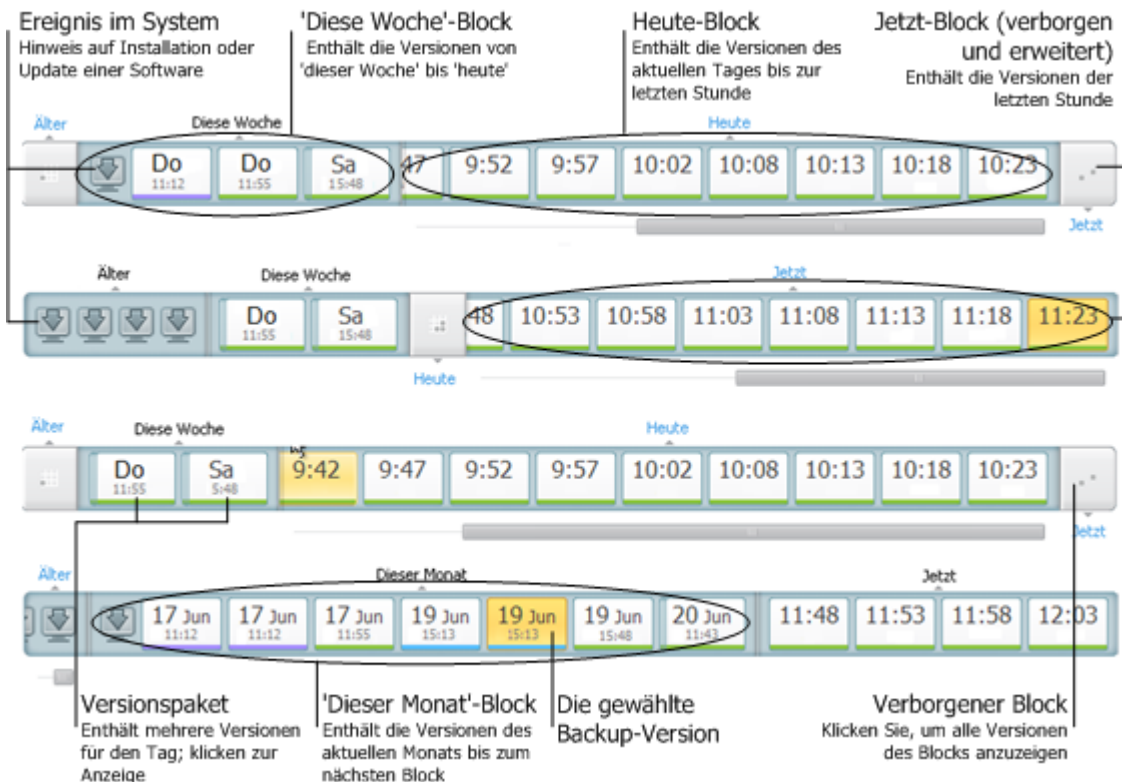 Ereignis im System
Hinweis auf Installation oder
Update einer Software
'Diese Woche'-Block
Enthält die Versionen von
'dieser Woche' bis 'heute'
Heute-Block
Enthält die Versionen des
aktuellen Tages bis zur
letzten Stunde
Jetzt-Block (verborgen
und erweitert)
Enthält die Versionen der
letzten Stunde
Älter Diese Woche Heute
Do Do Sa 47 9:52 9:57 10:02 10:08 10:13 10:18 10:23
11:12 11:55 15:48
Jetzt
Älter Diese Woche Jetzt
Do Sa 48 10:53 10:58 11:03 11:08 11:13 11:18 11:23
11:55 15:48
Heute
Älter Diese Woche Heute
Do Sa 9:42 9:47 9:52 9:57 10:02 10:08 10:13 10:18 10:23
11:55 5:48
Jetzt
Älter Dieser Monat Jetzt
17 Jun 17 Jun 17 Jun 19 Jun 19 Jun 19 Jun 20 Jun 11:48 11:53 11:58 12:03
11:12 11:12 11:55 15:13 15:13 15:48 11:43
Versionspaket
Enthält mehrere Versionen
für den Tag; klicken zur
Anzeige
'Dieser Monat'-Block
Enthält die Versionen des
aktuellen Monats bis zum
nächsten Block
Die gewählte
Backup-Version
Verborgener Block
Klicken Sie, um alle Versionen
des Blocks anzuzeigen